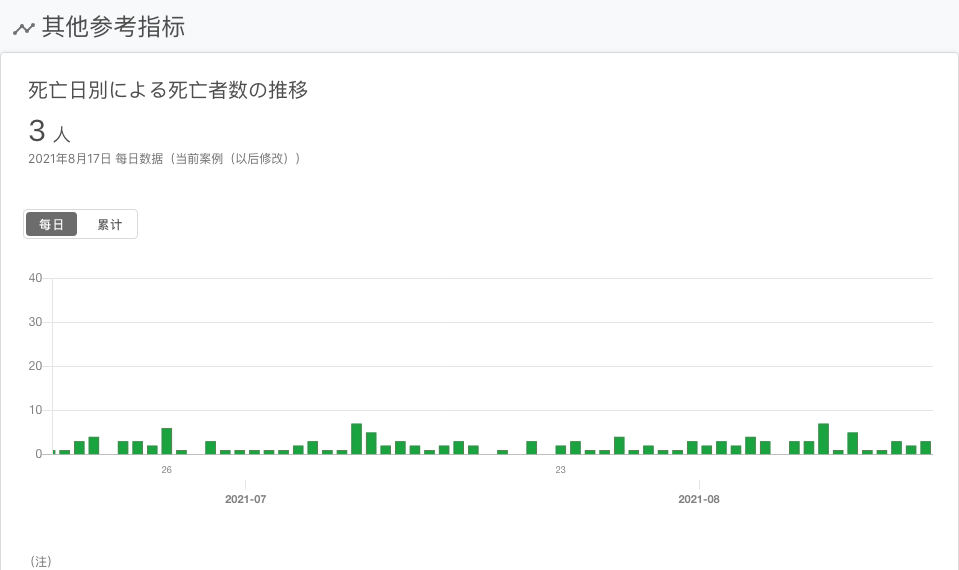 其他参考指标
死亡日別による死亡者数の推移
3 人
2021年8月17日 每日数据（当前案例（以后修改））
每日 累计
40
30
20
10
0
26 23
2021-07 2021-08
（注）